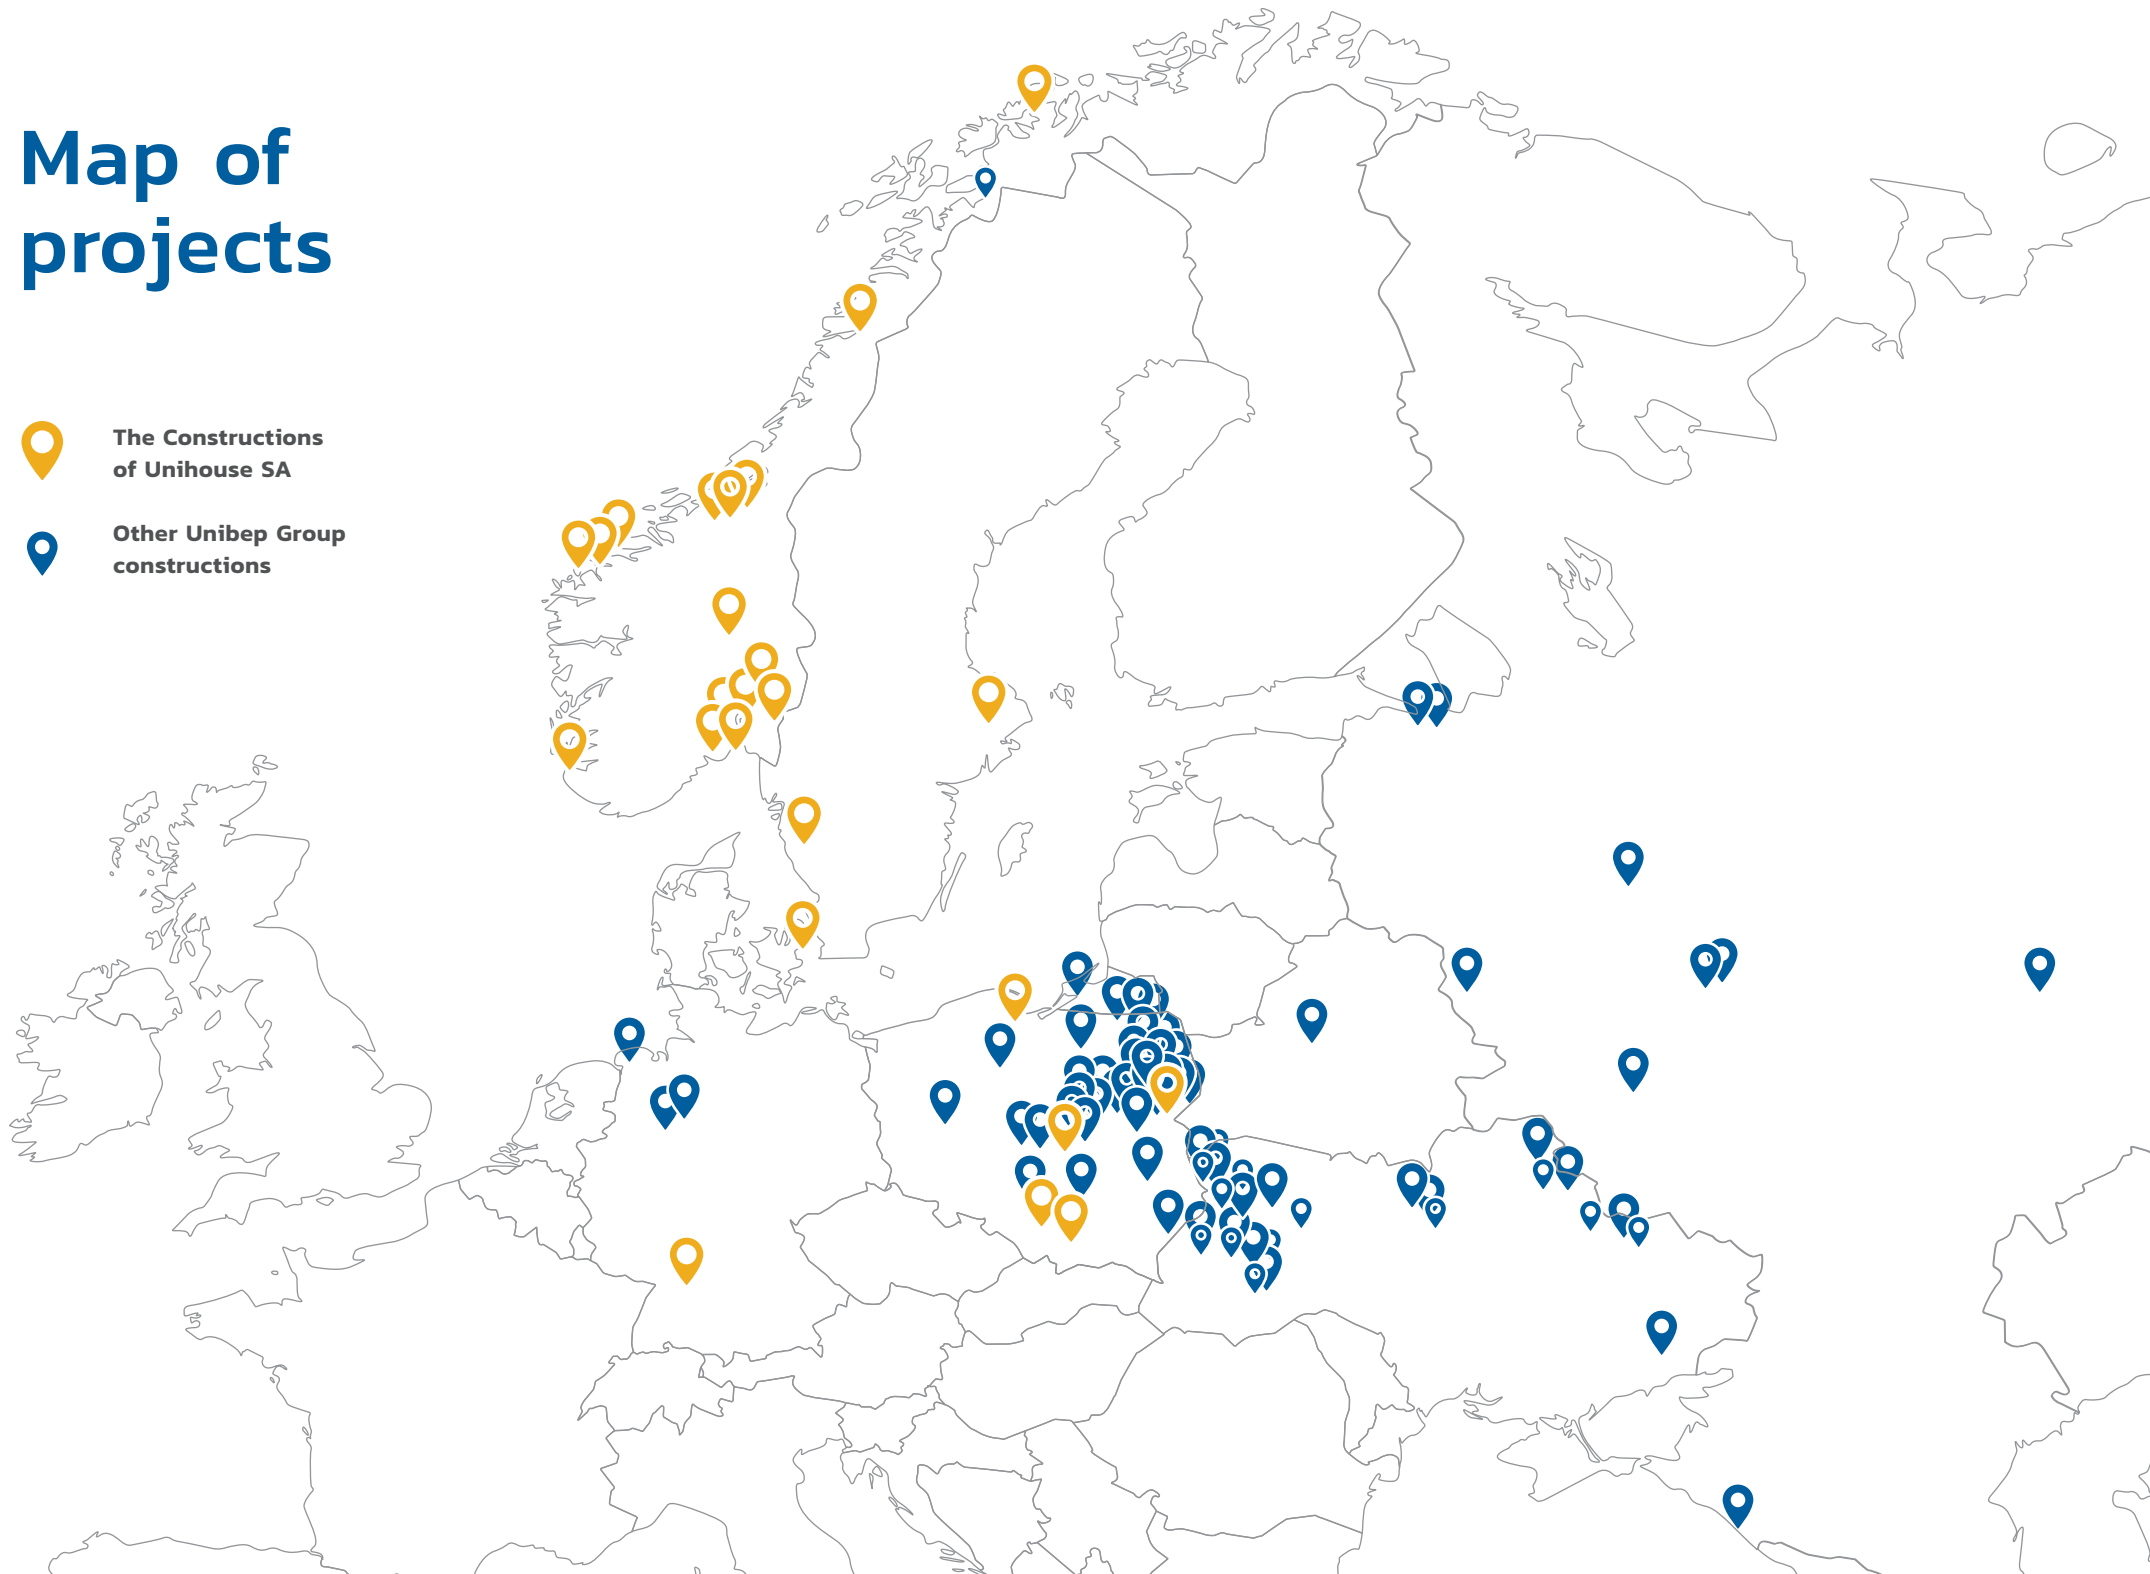 Map of
projects
The Constructions
of Unihouse SA
Other Unibep Group
constructions